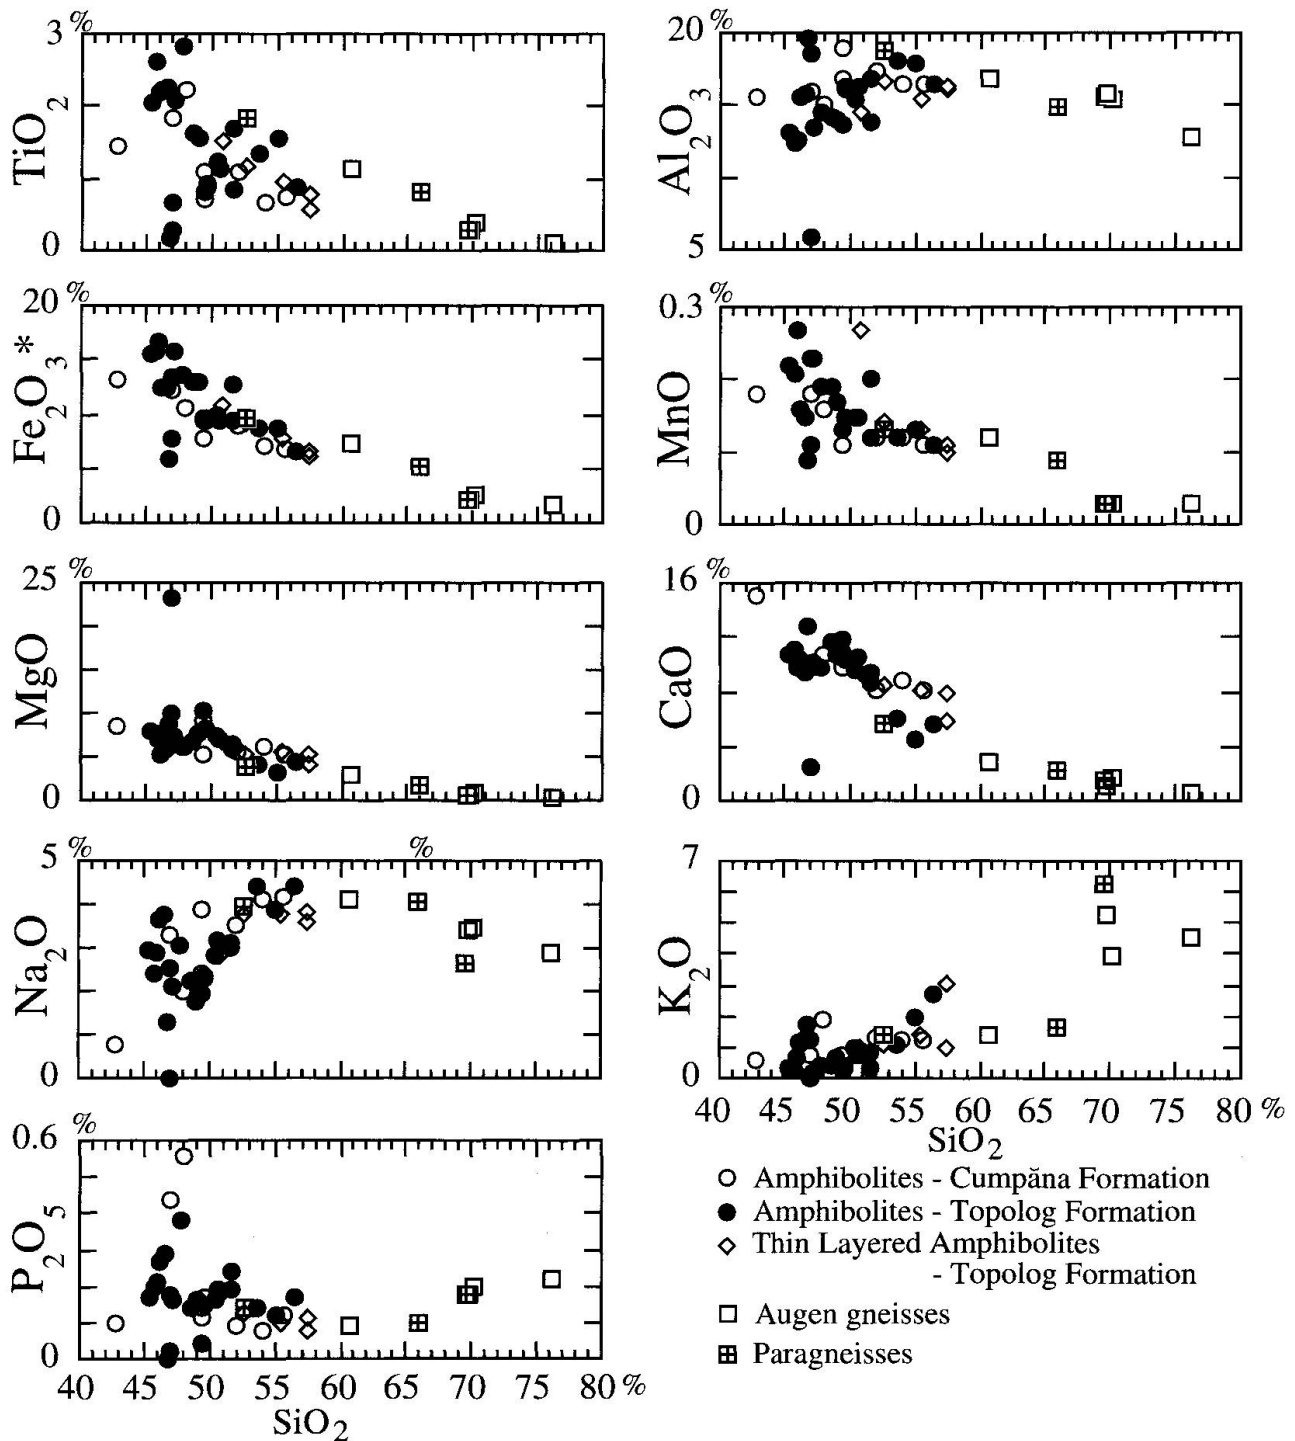 3 %
TiO2
2
0
20 %
Al2O3
5
20 %
Fe2O3 *
0
0.3 %
MnO
0
25 %
MgO
0
16 %
CaO
0
5 %
%
Na2O
0
7
K2O
0
40 45 50 55 60 65 70 75 80 %
SiO2
0.6 %
P2O5
0
40 45 50 55 60 65 70 75 80 %
SiO2
Amphibolites - Cumpăna Formation
Amphibolites - Topolog Formation
Thin Layered Amphibolites
- Topolog Formation
Augen gneisses
Paragneisses